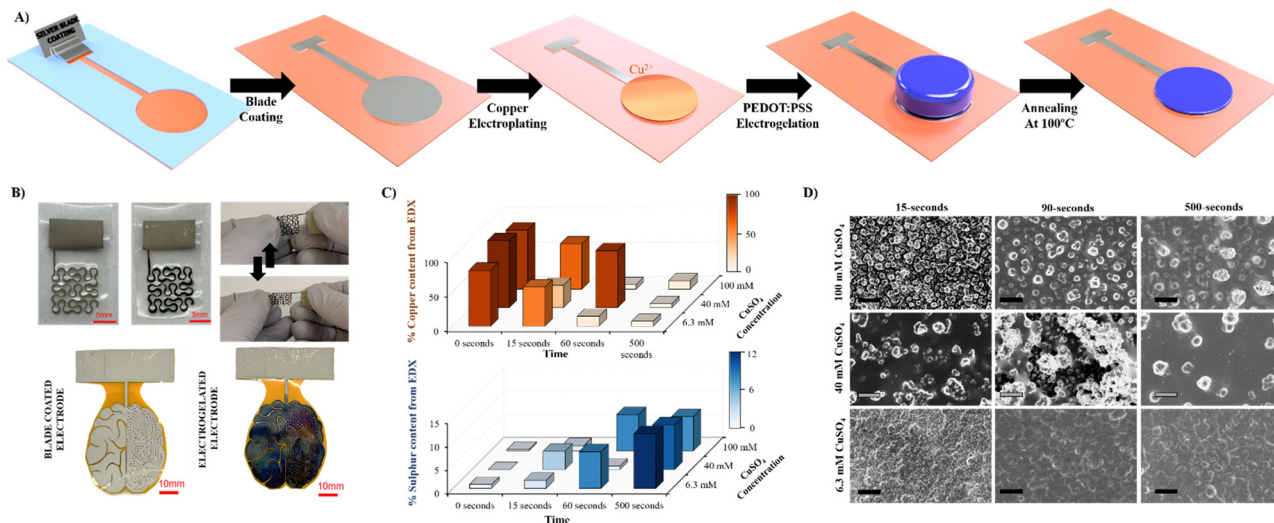 A)
SILVER BLADE
COATING
Blade
Coating
Copper
Electroplating
Cu²⁺
PEDOT:PSS
Electrogelation
Annealing
At 100°C
B)
5mm
5mm
BLADE COATED
ELECTRODE
10mm
ELECTROGELATED
ELECTRODE
10mm
C)
% Copper content from EDX
100
50
0
0 seconds
15 seconds
60 seconds
500
seconds
Time
6.3 mM
40 mM
100 mM
CuSO₄
Concentration
100
50
0
% Sulphur content from EDX
15
10
5
0
0 seconds
15 seconds
60 seconds
500 seconds
Time
6.3 mM
40 mM
100 mM
CuSO₄
Concentration
12
6
0
D)
15-seconds
90-seconds
500-seconds
100 mM CuSO₄
40 mM CuSO₄
6.3 mM CuSO₄